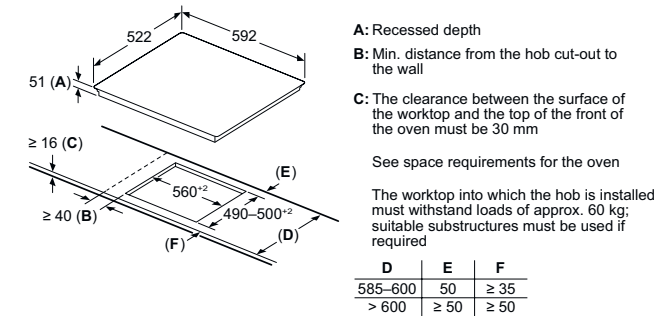 522
592
51 (A)
≥ 16 (C)
560⁺²
(E)
490–500⁺²
≥ 40 (B)
(D)
(F)
A: Recessed depth
B: Min. distance from the hob cut-out to
the wall
C: The clearance between the surface of
the worktop and the top of the front of
the oven must be 30 mm
See space requirements for the oven
The worktop into which the hob is installed
must withstand loads of approx. 60 kg;
suitable substructures must be used if
required
D E F
585–600 50 ≥ 35
> 600 ≥ 50 ≥ 50